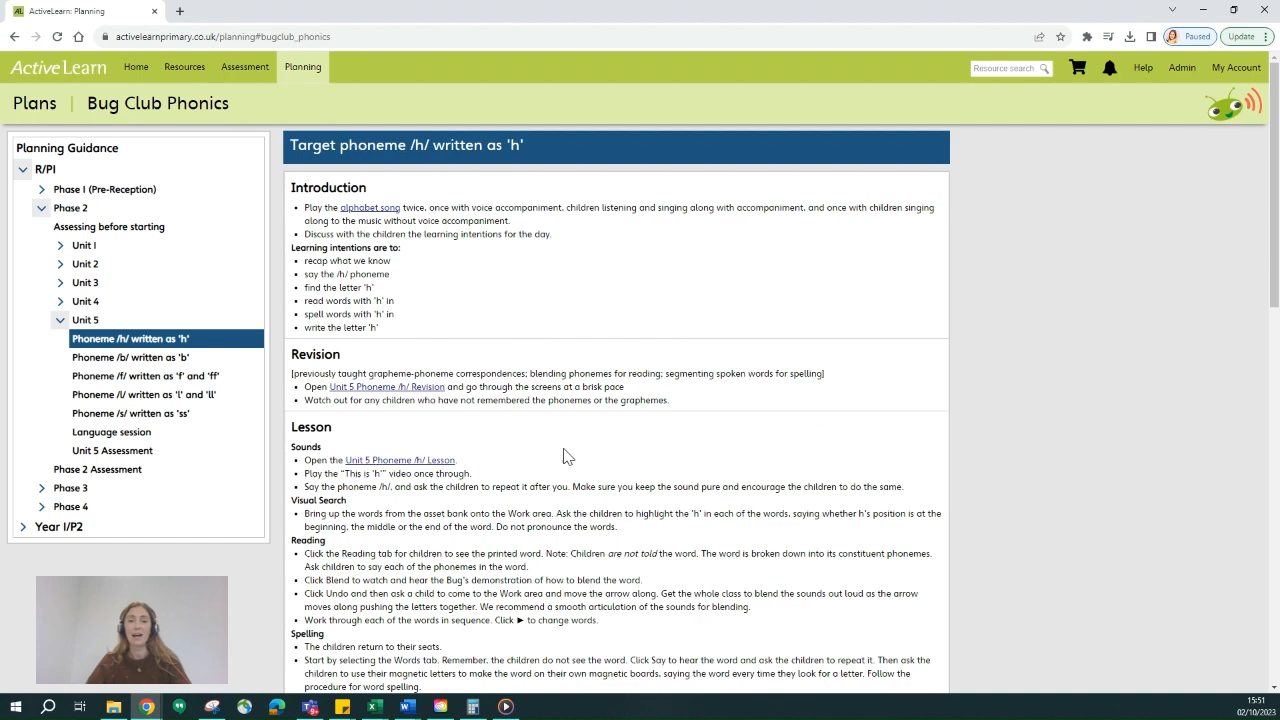 ActiveLearn: Planning
activelearnprimary.co.uk/planning#bugclub_phonics
Paused
Update
ActiveLearn
Home
Resources
Assessment
Planning
Resource search
Help
Admin
My Account
Plans | Bug Club Phonics
Planning Guidance
R/P1
Phase 1 (Pre-Reception)
Phase 2
Assessing before starting
Unit 1
Unit 2
Unit 3
Unit 4
Unit 5
Phoneme /h/ written as 'h'
Phoneme /b/ written as 'b'
Phoneme /f/ written as 'f' and 'ff'
Phoneme /l/ written as 'l' and 'll'
Phoneme /s/ written as 'ss'
Language session
Unit 5 Assessment
Phase 2 Assessment
Phase 3
Phase 4
Year 1/P2
Target phoneme /h/ written as 'h'
Introduction
• Play the alphabet song twice, once with voice accompaniment, children listening and singing along with accompaniment, and once with children singing
along to the music without voice accompaniment.
• Discuss with the children the learning intentions for the day.
Learning intentions are to:
• recap what we know
• say the /h/ phoneme
• find the letter 'h'
• read words with 'h' in
• spell words with 'h' in
• write the letter 'h'
Revision
[previously taught grapheme-phoneme correspondences; blending phonemes for reading; segmenting spoken words for spelling]
• Open Unit 5 Phoneme /h/ Revision and go through the screens at a brisk pace
• Watch out for any children who have not remembered the phonemes or the graphemes.
Lesson
Sounds
• Open the Unit 5 Phoneme /h/ Lesson.
• Play the “This is ‘h’” video once through.
• Say the phoneme /h/, and ask the children to repeat it after you. Make sure you keep the sound pure and encourage the children to do the same.
Visual Search
• Bring up the words from the asset bank onto the Work area. Ask the children to highlight the 'h' in each of the words, saying whether h's position is at the
beginning, the middle or the end of the word. Do not pronounce the words.
Reading
• Click the Reading tab for children to see the printed word. Note: Children are not told the word. The word is broken down into its constituent phonemes.
Ask children to say each of the phonemes in the word.
• Click Blend to watch and hear the Bug's demonstration of how to blend the word.
• Click Undo and then ask a child to come to the Work area and move the arrow along. Get the whole class to blend the sounds out loud as the arrow
moves along pushing the letters together. We recommend a smooth articulation of the sounds for blending.
• Work through each of the words in sequence. Click ► to change words.
Spelling
• The children return to their seats.
• Start by selecting the Words tab. Remember, the children do not see the word. Click Say to hear the word and ask the children to repeat it. Then ask the
children to use their magnetic letters to make the word on their own magnetic boards, saying the word every time they look for a letter. Follow the
procedure for word spelling.
15:51
02/10/2023